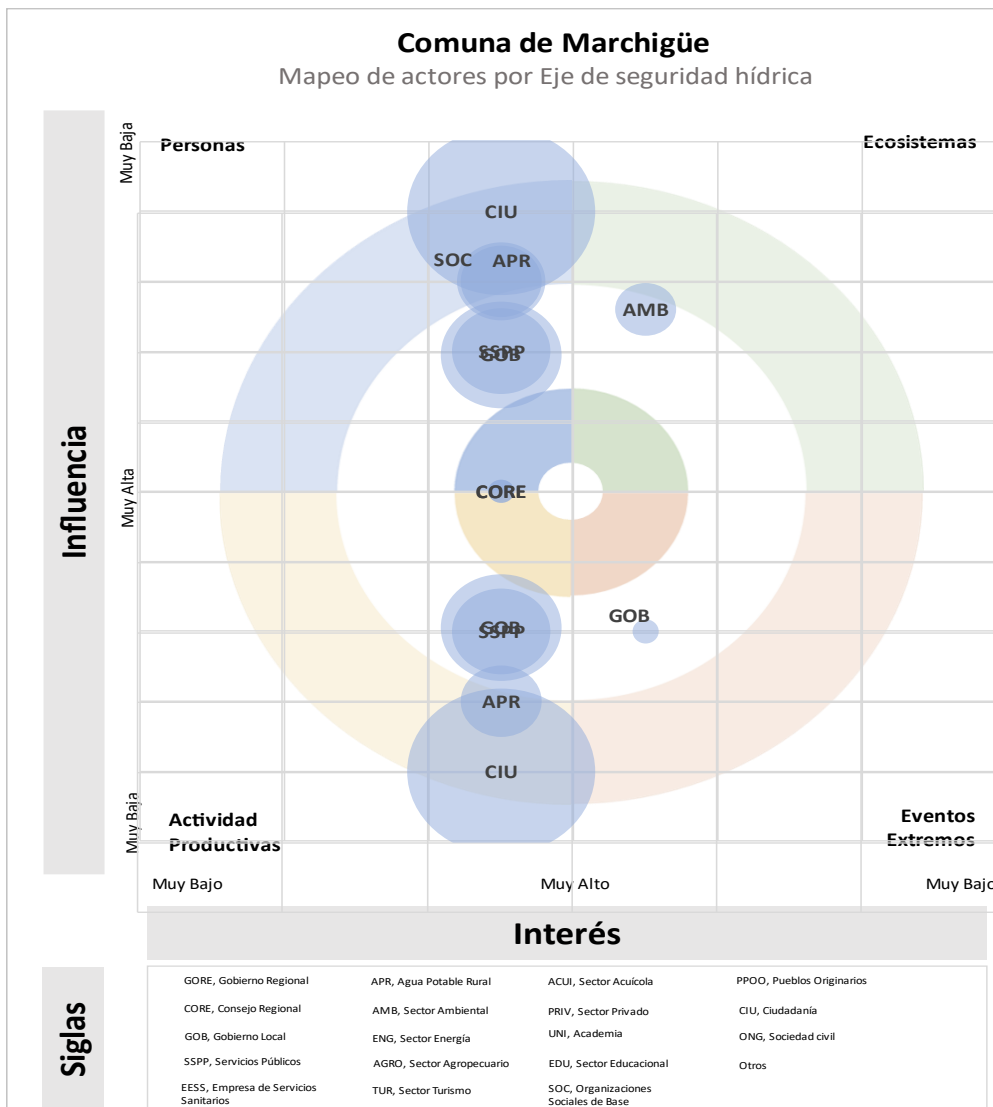 Comuna de Marchigüe
Mapeo de actores por Eje de seguridad hídrica
Influencia
Muy Baja
Muy Alta
Muy Baja
Personas
Ecosistemas
CIU
SOC
APR
AMB
SSPP
GOB
CORE
GOB
SSPP
GOB
APR
CIU
Actividad
Productivas
Eventos
Extremos
Muy Bajo
Muy Alto
Muy Bajo
Interés
Siglas
GORE, Gobierno Regional
CORE, Consejo Regional
GOB, Gobierno Local
SSPP, Servicios Públicos
EESS, Empresa de Servicios
Sanitarios
APR, Agua Potable Rural
AMB, Sector Ambiental
ENG, Sector Energía
AGRO, Sector Agropecuario
TUR, Sector Turismo
ACUI, Sector Acuícola
PRIV, Sector Privado
UNI, Academia
EDU, Sector Educacional
SOC, Organizaciones
Sociales de Base
PPOO, Pueblos Originarios
CIU, Ciudadanía
ONG, Sociedad civil
Otros